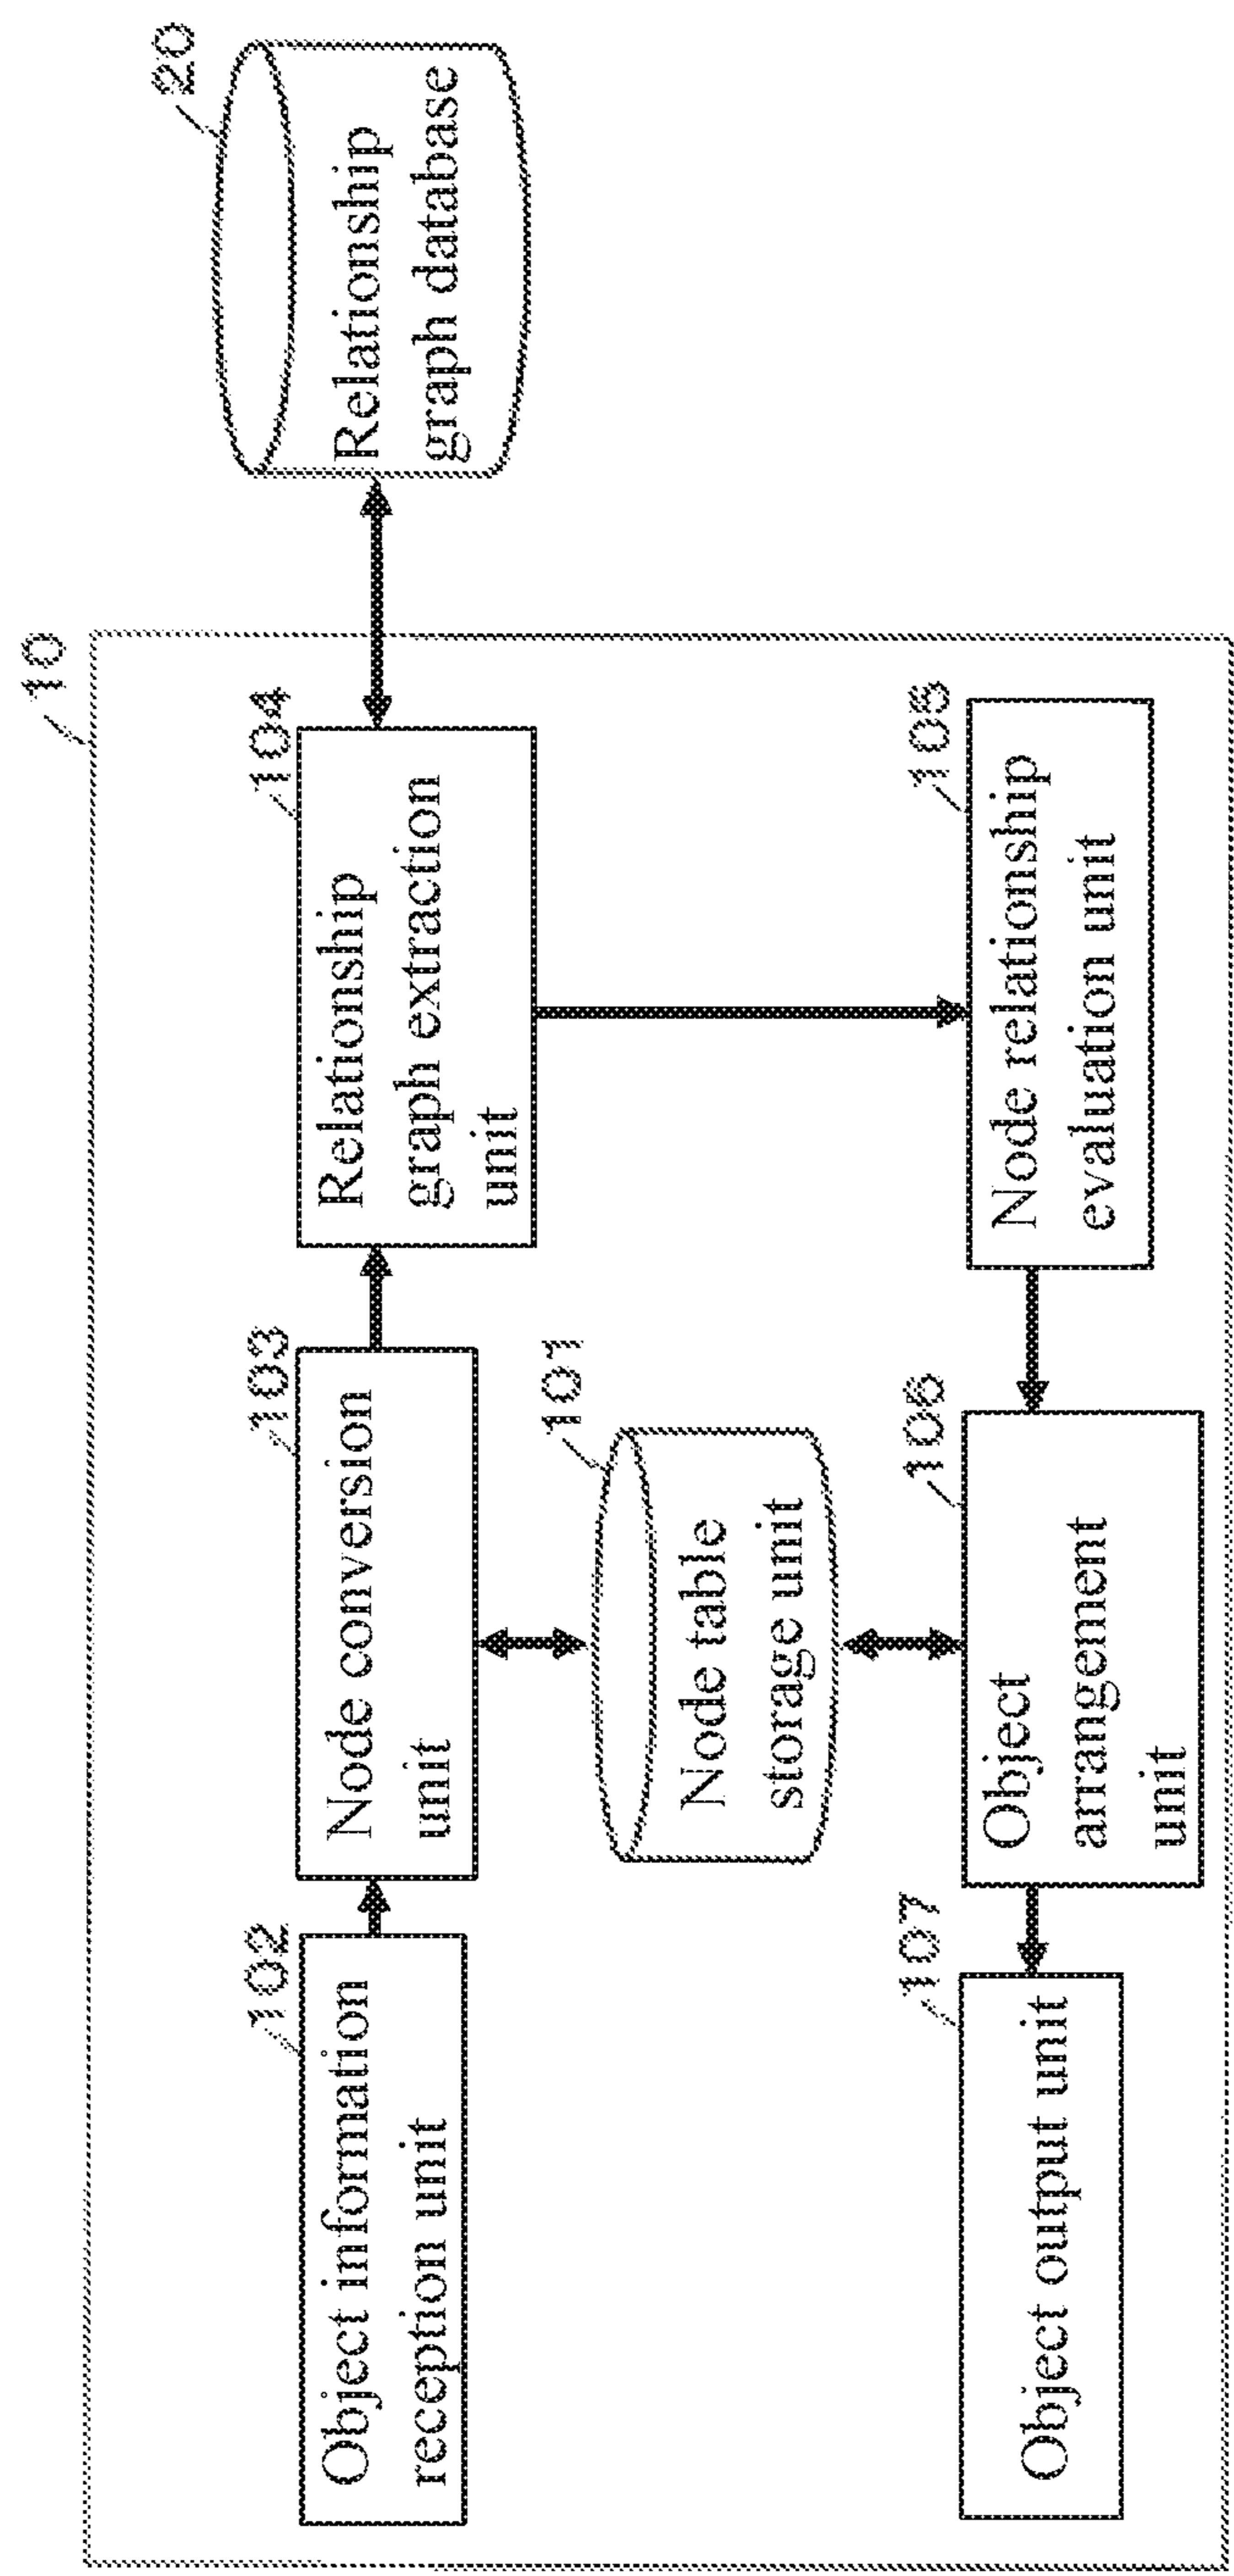 10
20
102
Object information
reception unit
103
Node conversion
unit
104
Relationship
graph extraction
unit
Relationship
graph database
101
Node table
storage unit
107
Object output unit
106
Object
arrangement
unit
105
Node relationship
evaluation unit